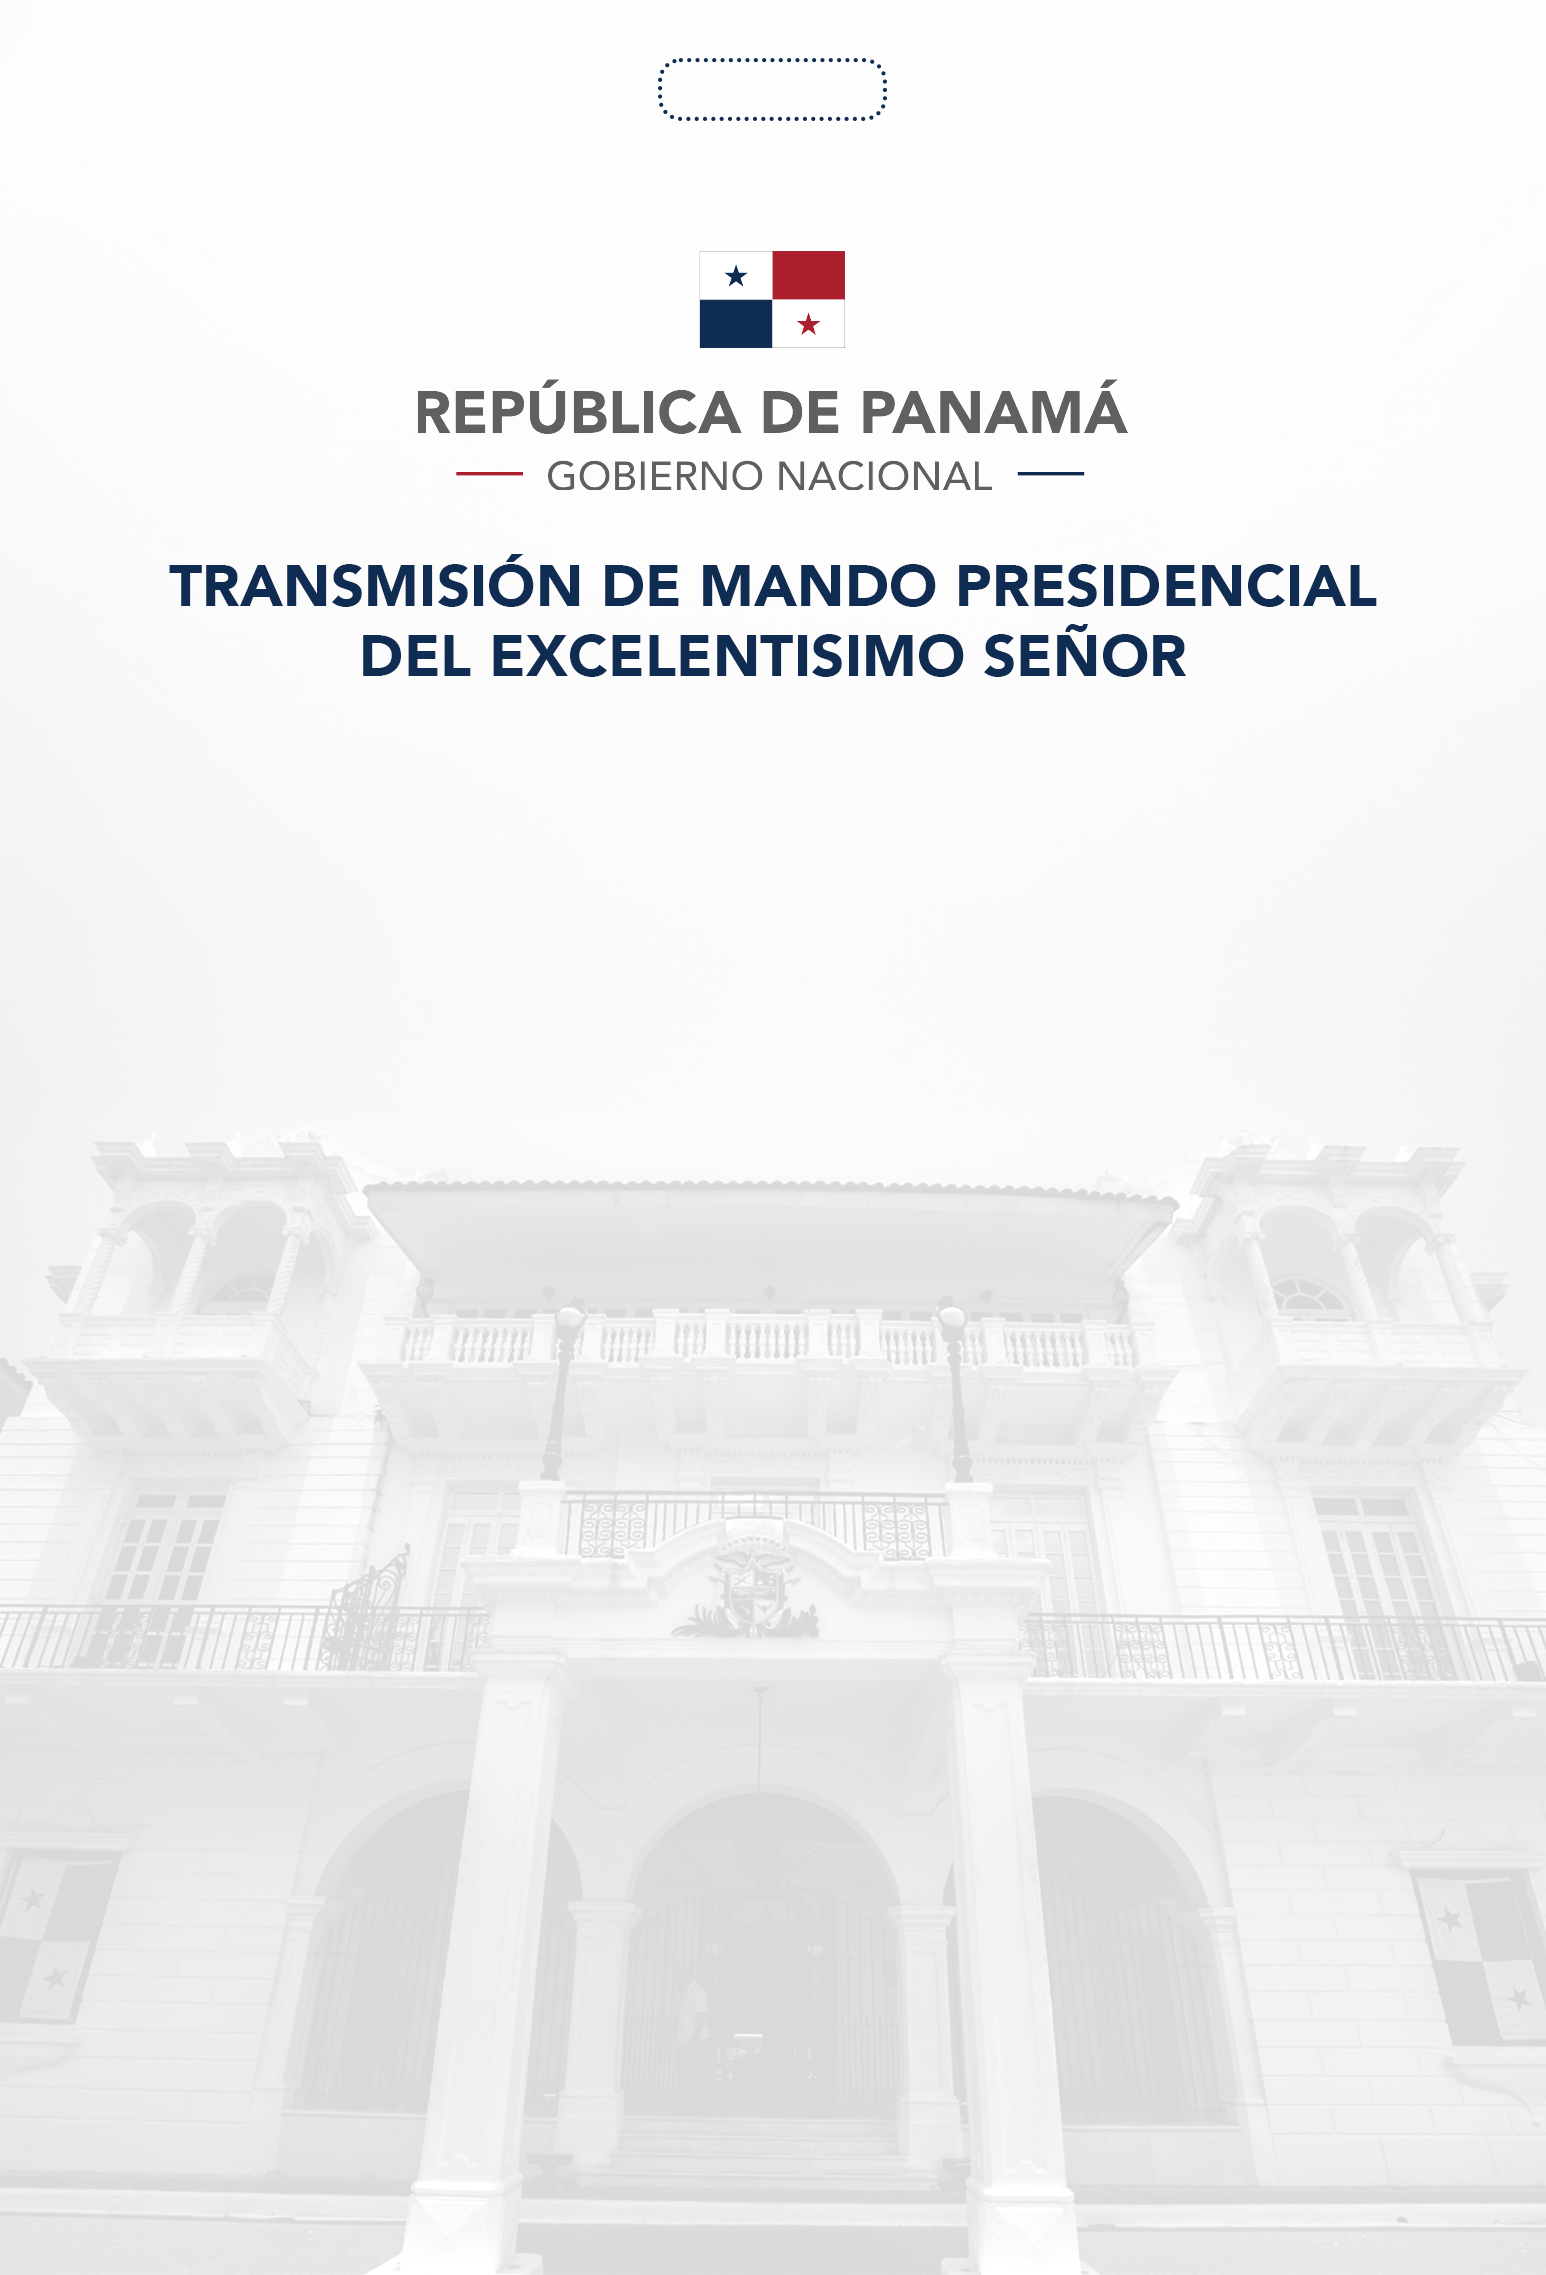 REPÚBLICA DE PANAMÁ
GOBIERNO NACIONAL
TRANSMISIÓN DE MANDO PRESIDENCIAL
DEL EXCELENTISIMO SEÑOR